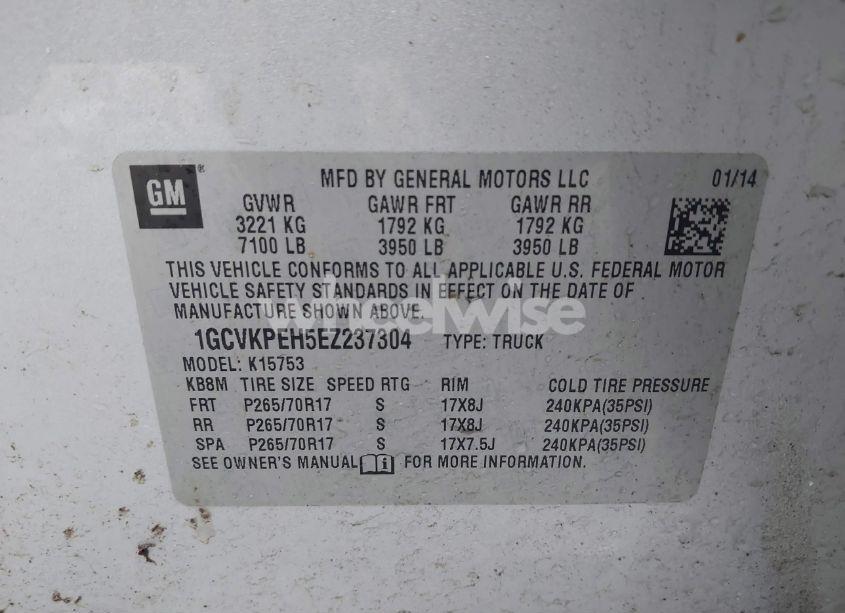 GM ® MFD BY GENERAL MOTORS LLC 01/14
GVWR GAWR FRT GAWR RR
3221 KG 1792 KG 1792 KG
7100 LB 3950 LB 3950 LB
THIS VEHICLE CONFORMS TO ALL APPLICABLE U.S. FEDERAL MOTOR
VEHICLE SAFETY STANDARDS IN EFFECT ON THE DATE OF
MANUFACTURE SHOWN ABOVE.
wheelwise
1GCVKPEH5EZ237304 TYPE: TRUCK
MODEL: K15753
KB8M TIRE SIZE SPEED RTG RIM COLD TIRE PRESSURE
FRT P265/70R17 S 17X8J 240KPA(35PSI)
RR P265/70R17 S 17X8J 240KPA(35PSI)
SPA P265/70R17 S 17X7.5J 240KPA(35PSI)
SEE OWNER'S MANUAL i FOR MORE INFORMATION.